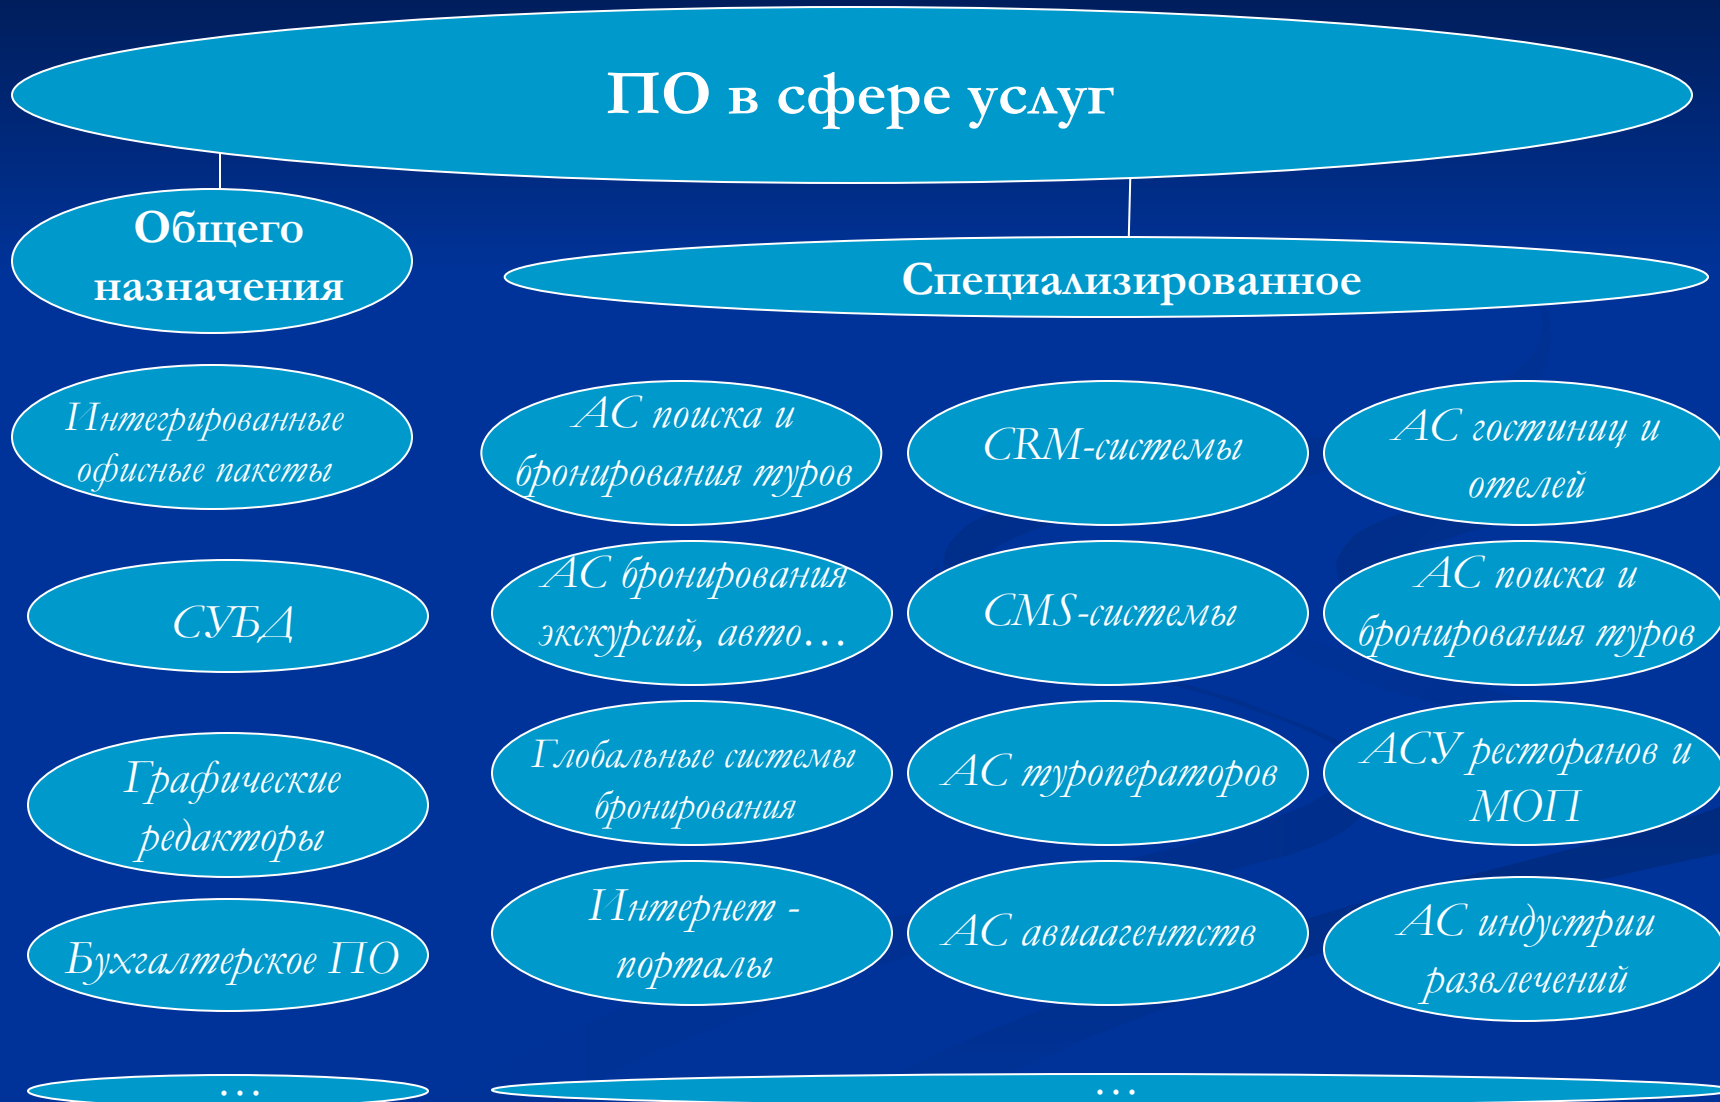 ПО в сфере услуг
Общего
назначения
Специализированное
Интегрированные
офисные пакеты
СУБД
Графические
редакторы
Бухгалтерское ПО
…
АС поиска и
бронирования туров
АС бронирования
экскурсий, авто…
Глобальные системы
бронирования
Интернет -
порталы
CRM-системы
CMS-системы
АС туроператоров
АС авиаагентств
АС гостиниц и
отелей
АС поиска и
бронирования туров
АСУ ресторанов и
МОП
АС индустрии
развлечений
…